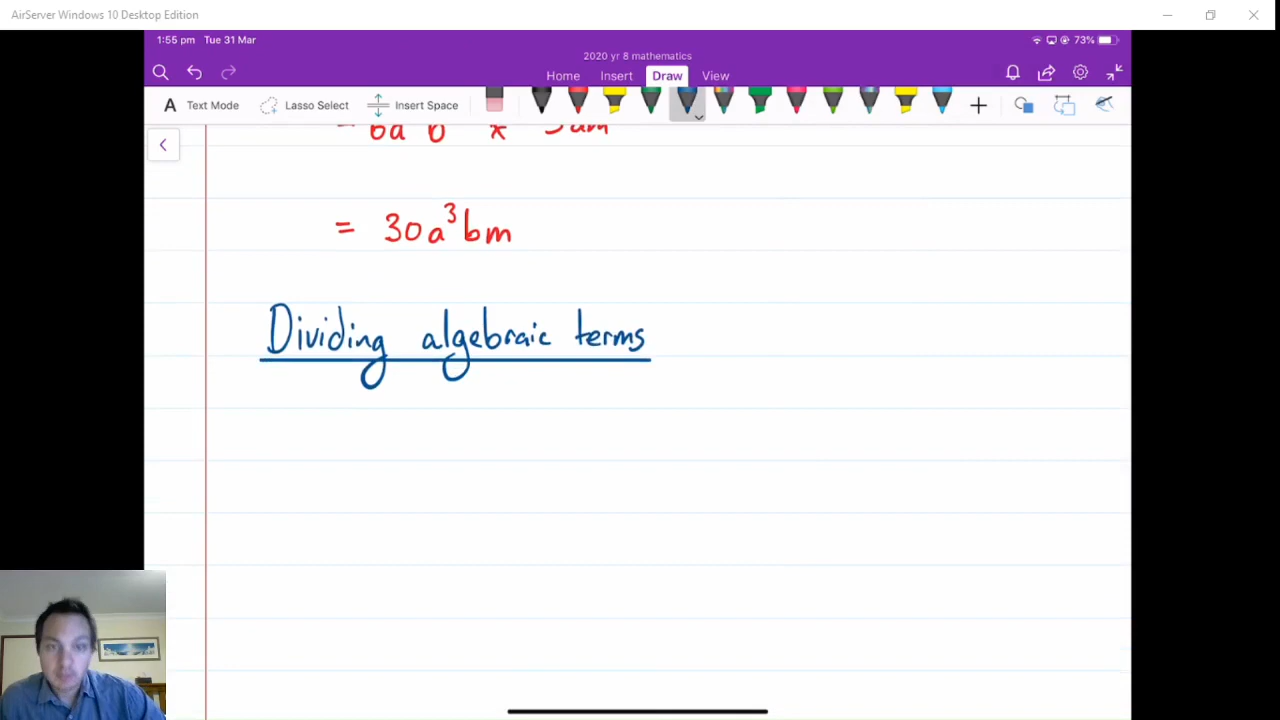 AirServer Windows 10 Desktop Edition
1:55 pm Tue 31 Mar 73%
2020 yr 8 mathematics
Home Insert Draw View
A Text Mode Lasso Select Insert Space
= 30a³bm
Dividing algebraic terms